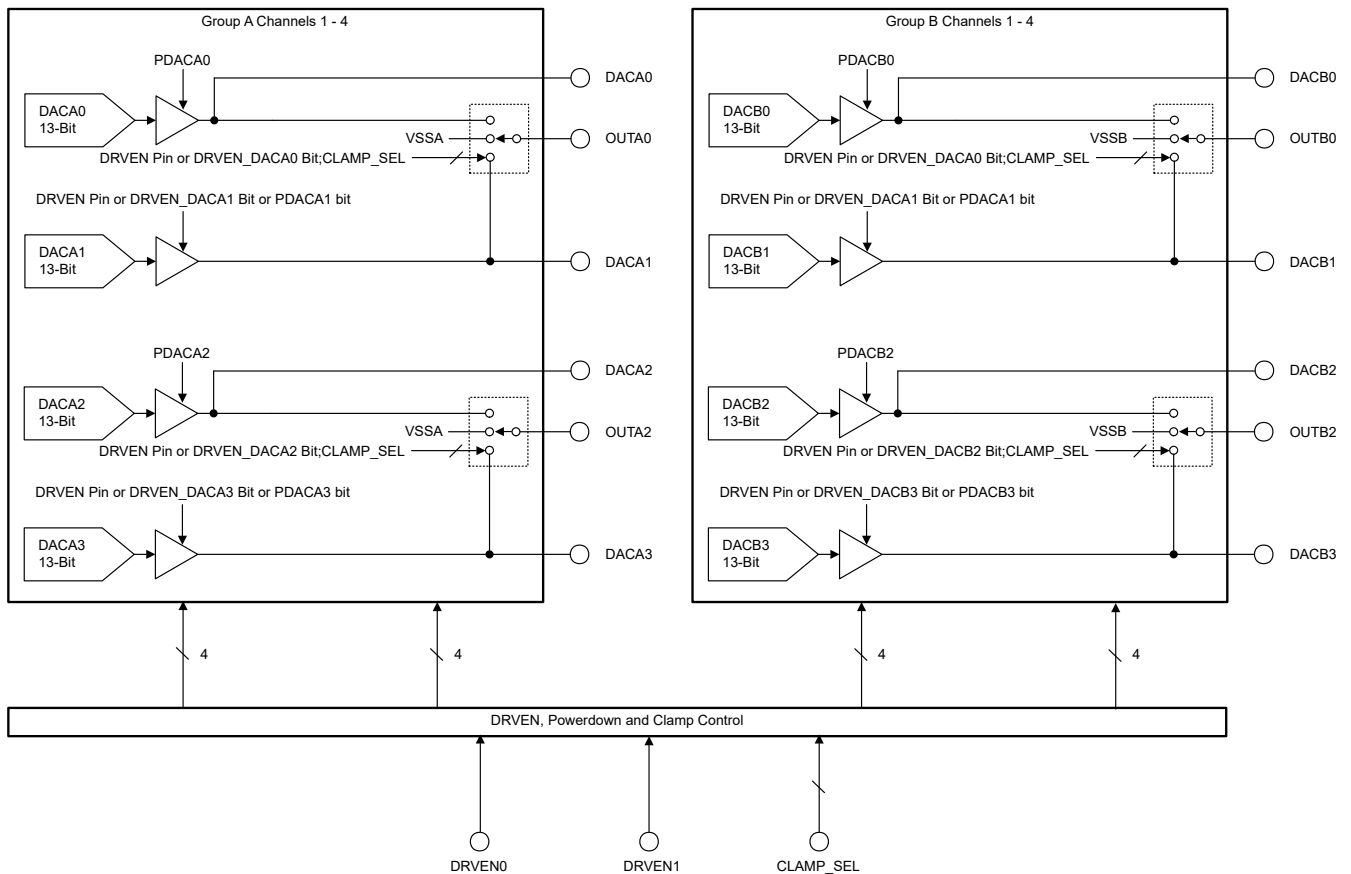 Group A Channels 1 - 4
PDACA0
DACA0
DACA0
13-Bit
VSSA
OUTA0
DRVEN Pin or DRVEN_DACA0 Bit;CLAMP_SEL
DRVEN Pin or DRVEN_DACA1 Bit or PDACA1 bit
DACA1
13-Bit
DACA1
PDACA2
DACA2
DACA2
13-Bit
VSSA
OUTA2
DRVEN Pin or DRVEN_DACA2 Bit;CLAMP_SEL
DRVEN Pin or DRVEN_DACA3 Bit or PDACA3 bit
DACA3
13-Bit
DACA3
Group B Channels 1 - 4
PDACB0
DACB0
DACB0
13-Bit
VSSB
OUTB0
DRVEN Pin or DRVEN_DACA0 Bit;CLAMP_SEL
DRVEN Pin or DRVEN_DACA1 Bit or PDACA1 bit
DACB1
13-Bit
DACB1
PDACB2
DACB2
DACB2
13-Bit
VSSB
OUTB2
DRVEN Pin or DRVEN_DACB2 Bit;CLAMP_SEL
DRVEN Pin or DRVEN_DACB3 Bit or PDACB3 bit
DACB3
13-Bit
DACB3
4
4
4
4
DRVEN, Powerdown and Clamp Control
DRVEN0
DRVEN1
CLAMP_SEL